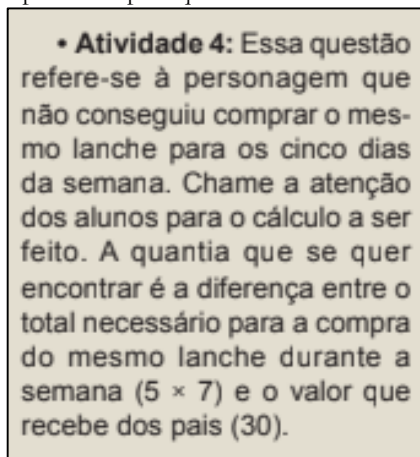 • Atividade 4: Essa questão
refere-se à personagem que
não conseguiu comprar o mes-
mo lanche para os cinco dias
da semana. Chame a atenção
dos alunos para o cálculo a ser
feito. A quantia que se quer
encontrar é a diferença entre o
total necessário para a compra
do mesmo lanche durante a
semana (5 × 7) e o valor que
recebe dos pais (30).